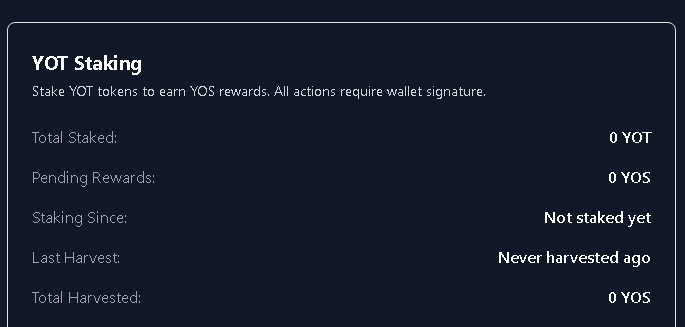 YOT Staking
Stake YOT tokens to earn YOS rewards. All actions require wallet signature.
Total Staked: 0 YOT
Pending Rewards: 0 YOS
Staking Since: Not staked yet
Last Harvest: Never harvested ago
Total Harvested: 0 YOS